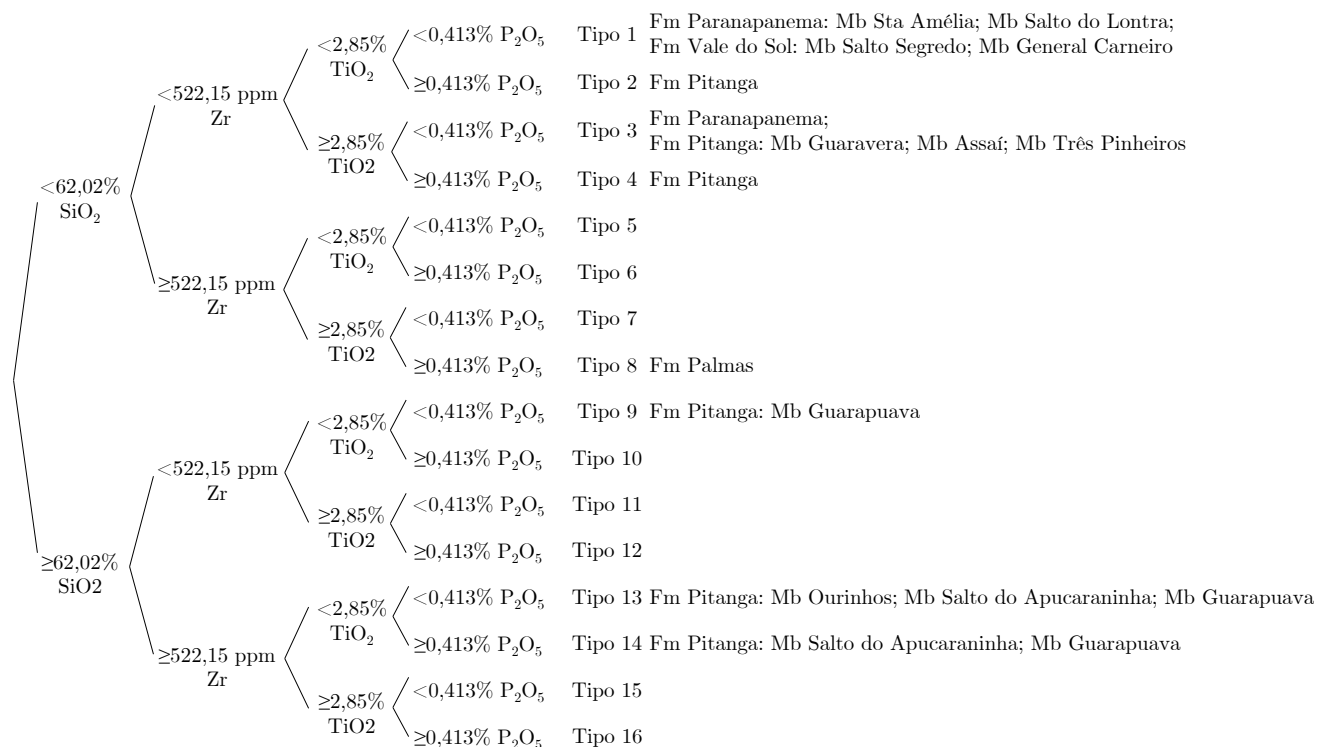 <62,02%
SiO₂
<522,15 ppm
Zr
<2,85%
TiO₂
<0,413% P₂O₅ Tipo 1 Fm Paranapanema: Mb Sta Amélia; Mb Salto do Lontra;
Fm Vale do Sol: Mb Salto Segredo; Mb General Carneiro
≥0,413% P₂O₅ Tipo 2 Fm Pitanga
≥2,85%
TiO2
<0,413% P₂O₅ Tipo 3 Fm Paranapanema;
Fm Pitanga: Mb Guaravera; Mb Assaí; Mb Três Pinheiros
≥0,413% P₂O₅ Tipo 4 Fm Pitanga
≥522,15 ppm
Zr
<2,85%
TiO₂
<0,413% P₂O₅ Tipo 5
≥0,413% P₂O₅ Tipo 6
≥2,85%
TiO2
<0,413% P₂O₅ Tipo 7
≥0,413% P₂O₅ Tipo 8 Fm Palmas
≥62,02%
SiO2
<522,15 ppm
Zr
<2,85%
TiO₂
<0,413% P₂O₅ Tipo 9 Fm Pitanga: Mb Guarapuava
≥0,413% P₂O₅ Tipo 10
≥2,85%
TiO2
<0,413% P₂O₅ Tipo 11
≥0,413% P₂O₅ Tipo 12
≥522,15 ppm
Zr
<2,85%
TiO₂
<0,413% P₂O₅ Tipo 13 Fm Pitanga: Mb Ourinhos; Mb Salto do Apucaraninha; Mb Guarapuava
≥0,413% P₂O₅ Tipo 14 Fm Pitanga: Mb Salto do Apucaraninha; Mb Guarapuava
≥2,85%
TiO2
<0,413% P₂O₅ Tipo 15
≥0,413% P₂O₅ Tipo 16